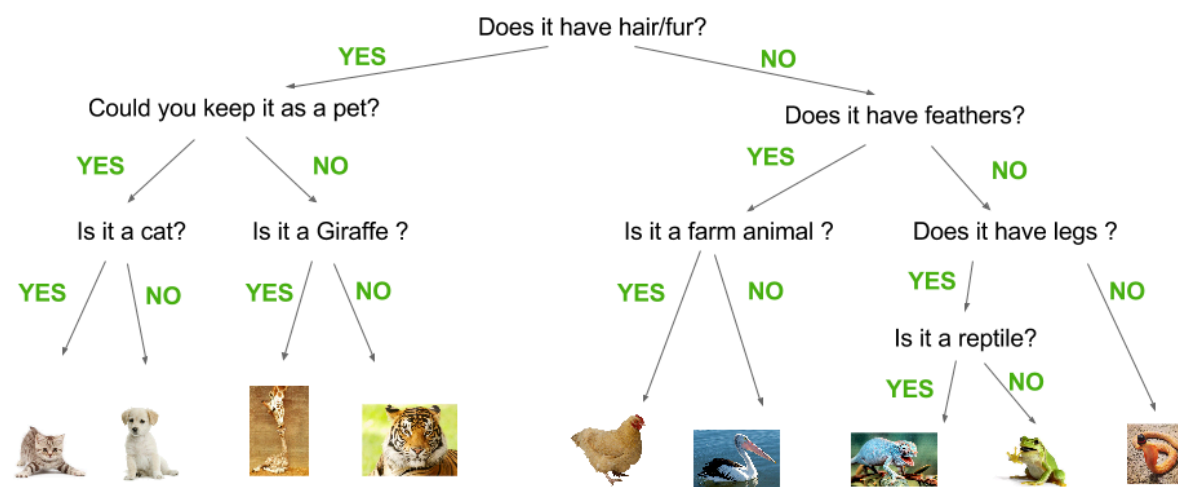 Does it have hair/fur?
YES
NO
Could you keep it as a pet?
Does it have feathers?
YES
NO
YES
NO
Is it a cat?
Is it a Giraffe ?
Is it a farm animal ?
Does it have legs ?
YES
NO
YES
NO
YES
NO
YES
NO
Is it a reptile?
YES
NO